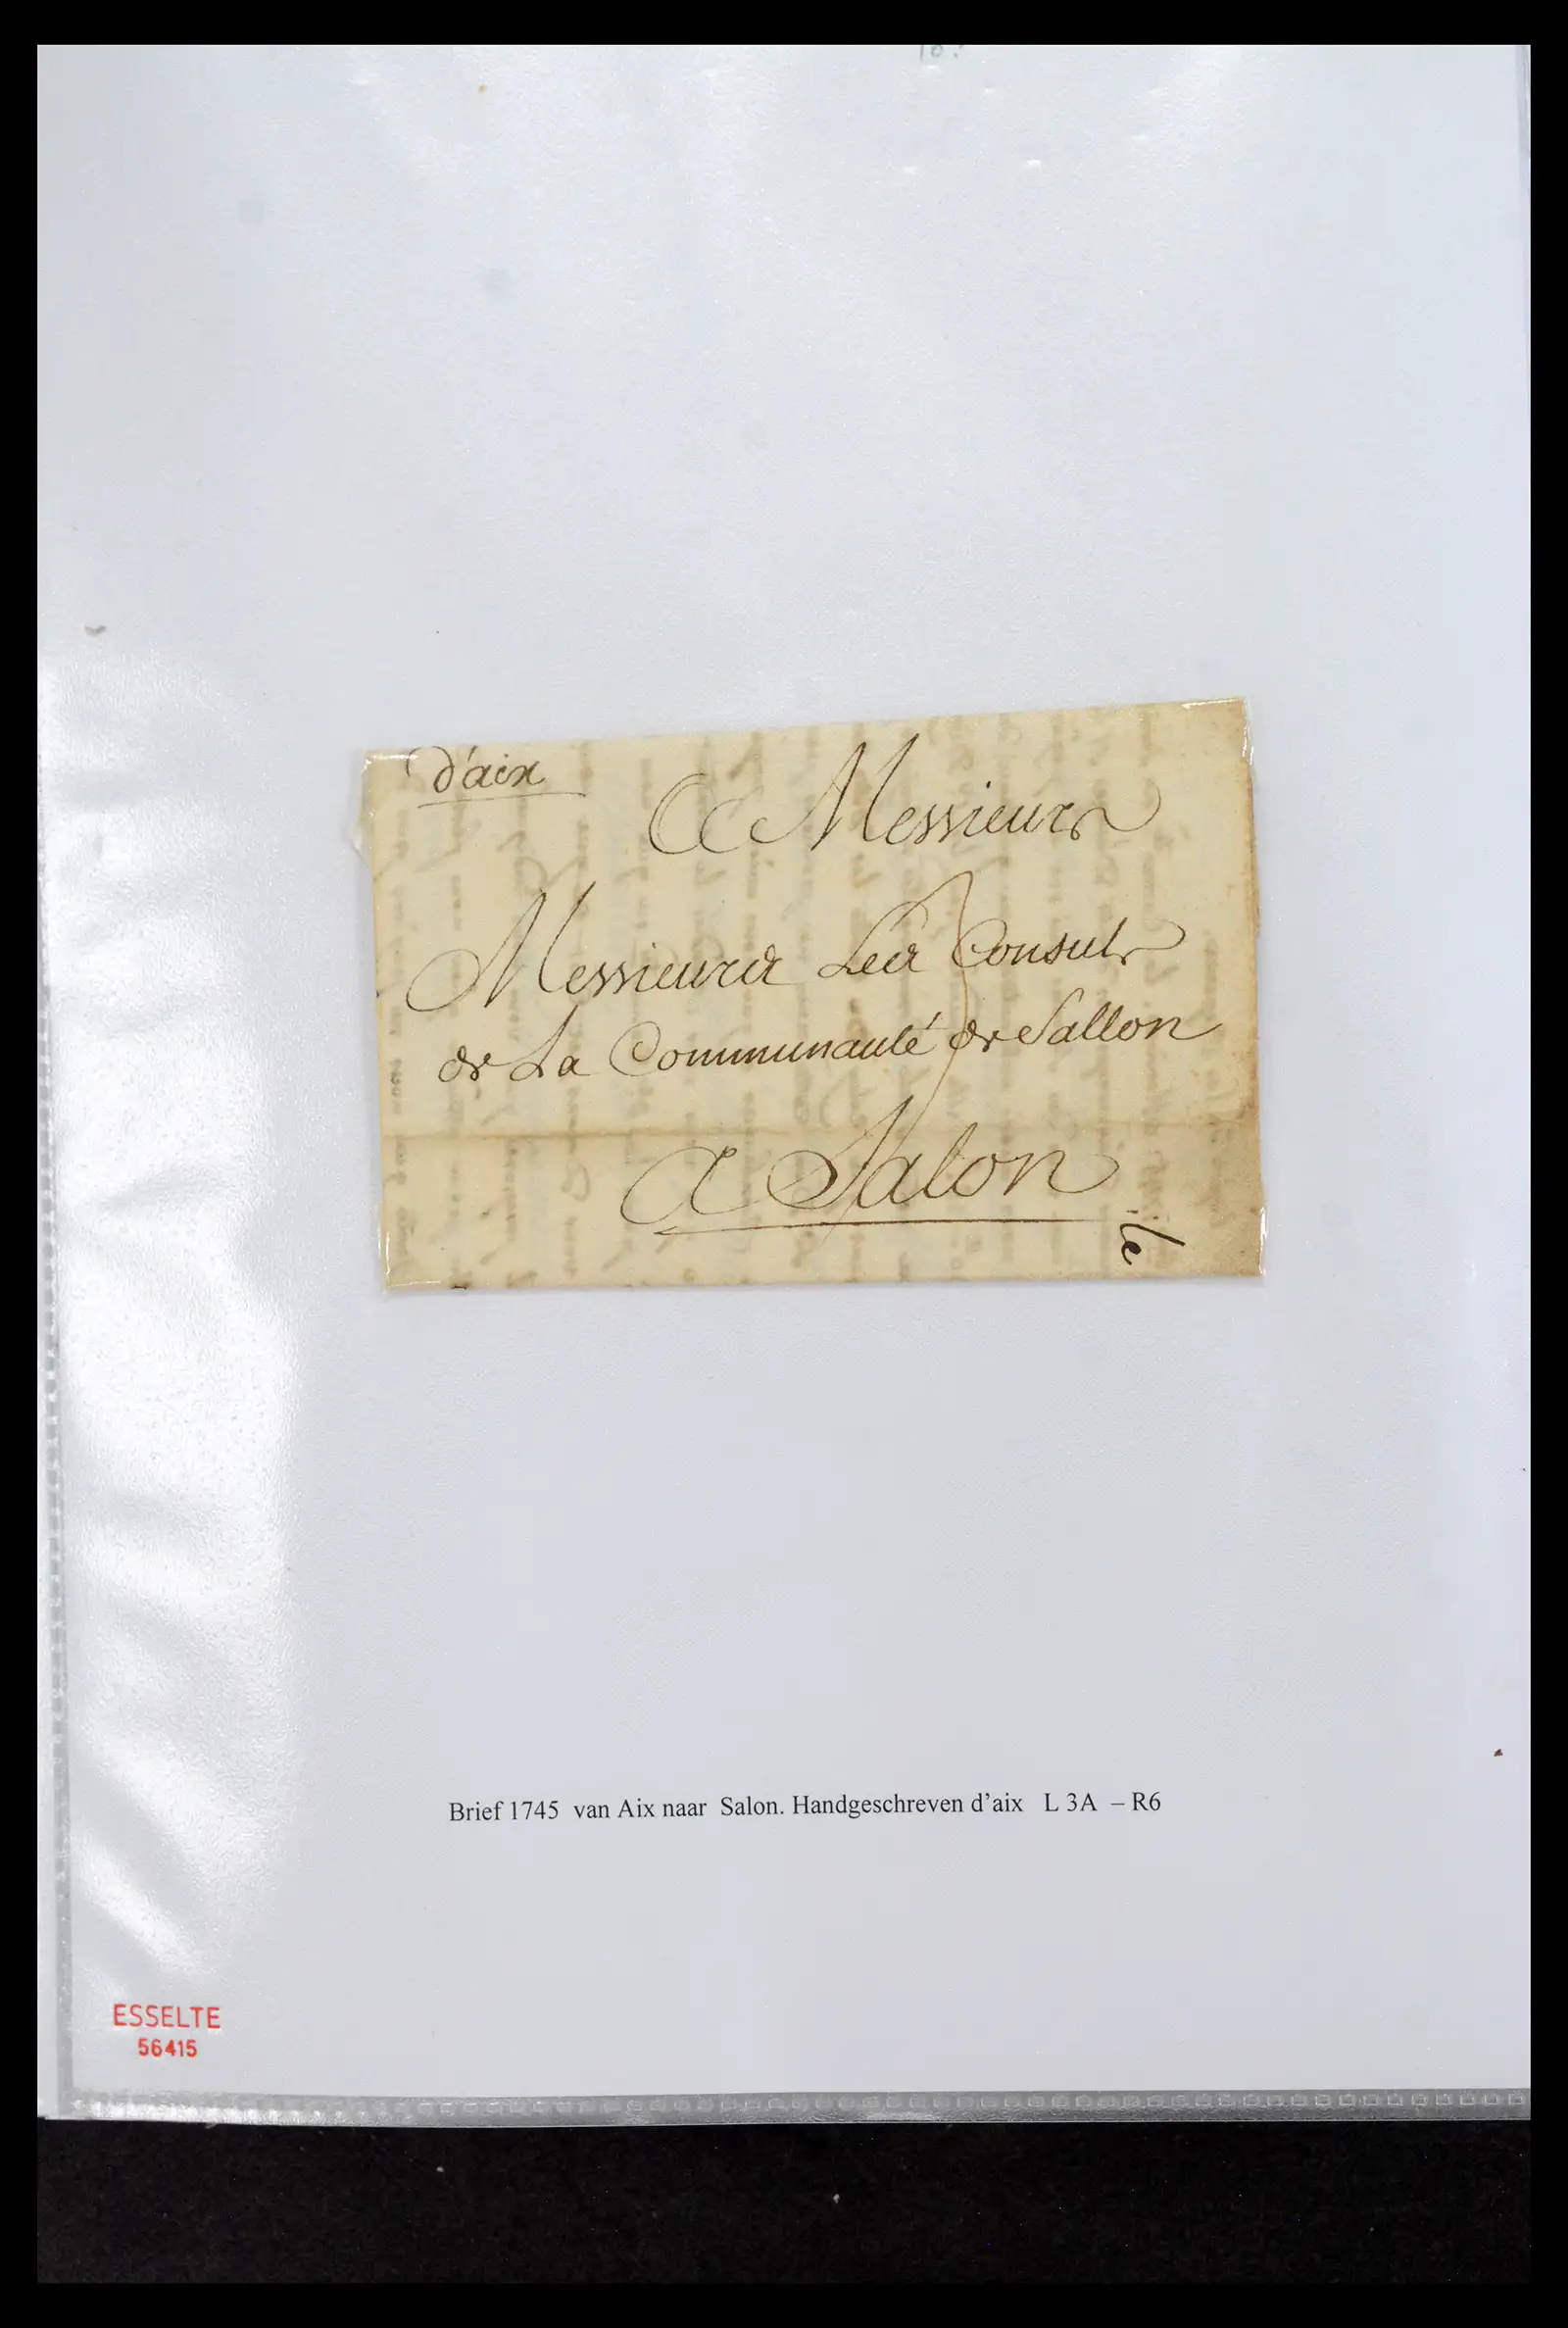 d'aix
A Messieurs
Messieurs Les Consuls
de La Communauté de Sallon
A Salon
Brief 1745 van Aix naar Salon. Handgeschreven d’aix L 3A – R6
ESSELTE
56415